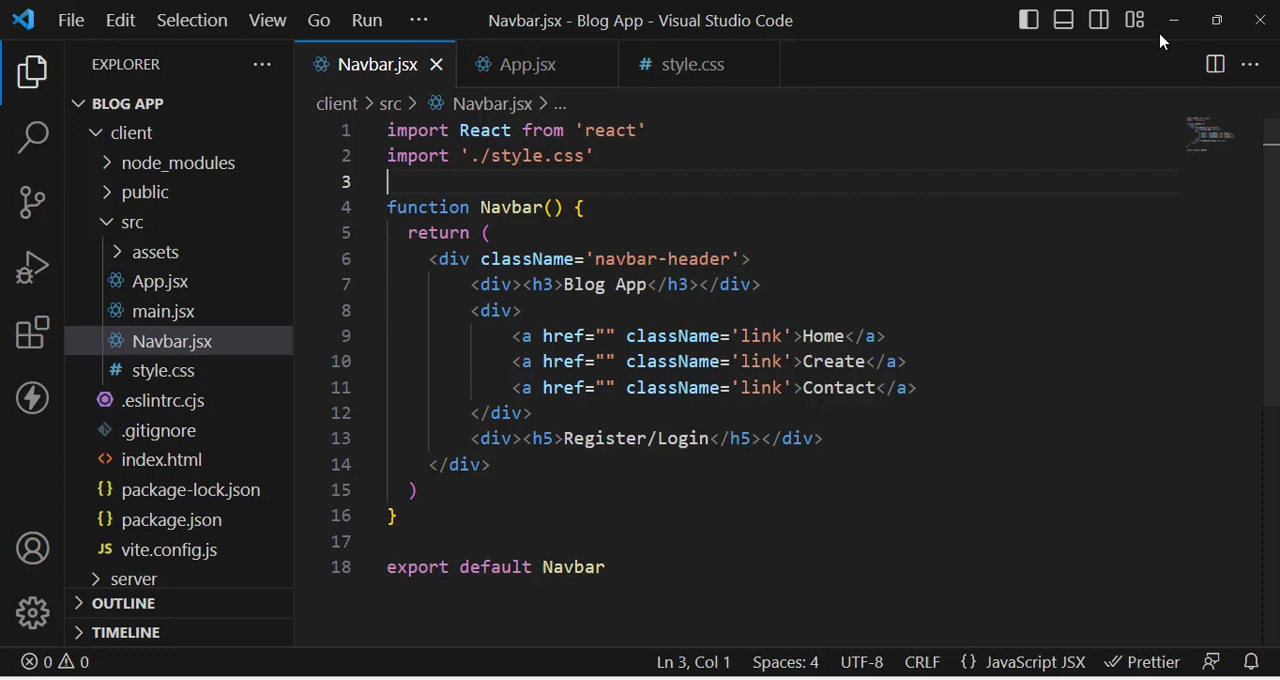 File Edit Selection View Go Run ··· Navbar.jsx - Blog App - Visual Studio Code
EXPLORER ···
BLOG APP
client
node_modules
public
src
assets
App.jsx
main.jsx
Navbar.jsx
# style.css
.eslintrc.cjs
.gitignore
<> index.html
{} package-lock.json
{} package.json
JS vite.config.js
server
OUTLINE
TIMELINE
Navbar.jsx × App.jsx # style.css ···
client > src > Navbar.jsx > ...
1 import React from 'react'
2 import './style.css'
3
4 function Navbar() {
5 return (
6 <div className='navbar-header'>
7 <div><h3>Blog App</h3></div>
8 <div>
9 <a href="" className='link'>Home</a>
10 <a href="" className='link'>Create</a>
11 <a href="" className='link'>Contact</a>
12 </div>
13 <div><h5>Register/Login</h5></div>
14 </div>
15 )
16 }
17
18 export default Navbar
0 0 Ln 3, Col 1 Spaces: 4 UTF-8 CRLF {} JavaScript JSX Prettier